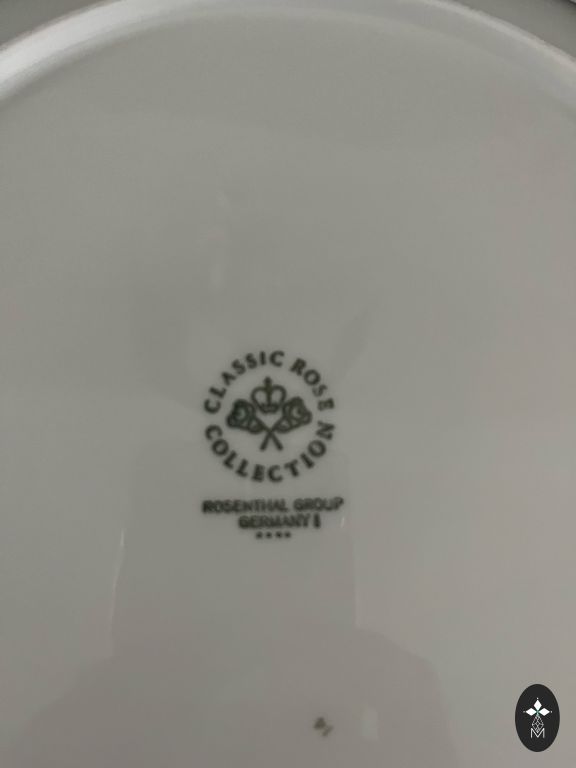 CLASSIC ROSE
COLLECTION
ROSENTHAL GROUP
GERMANY